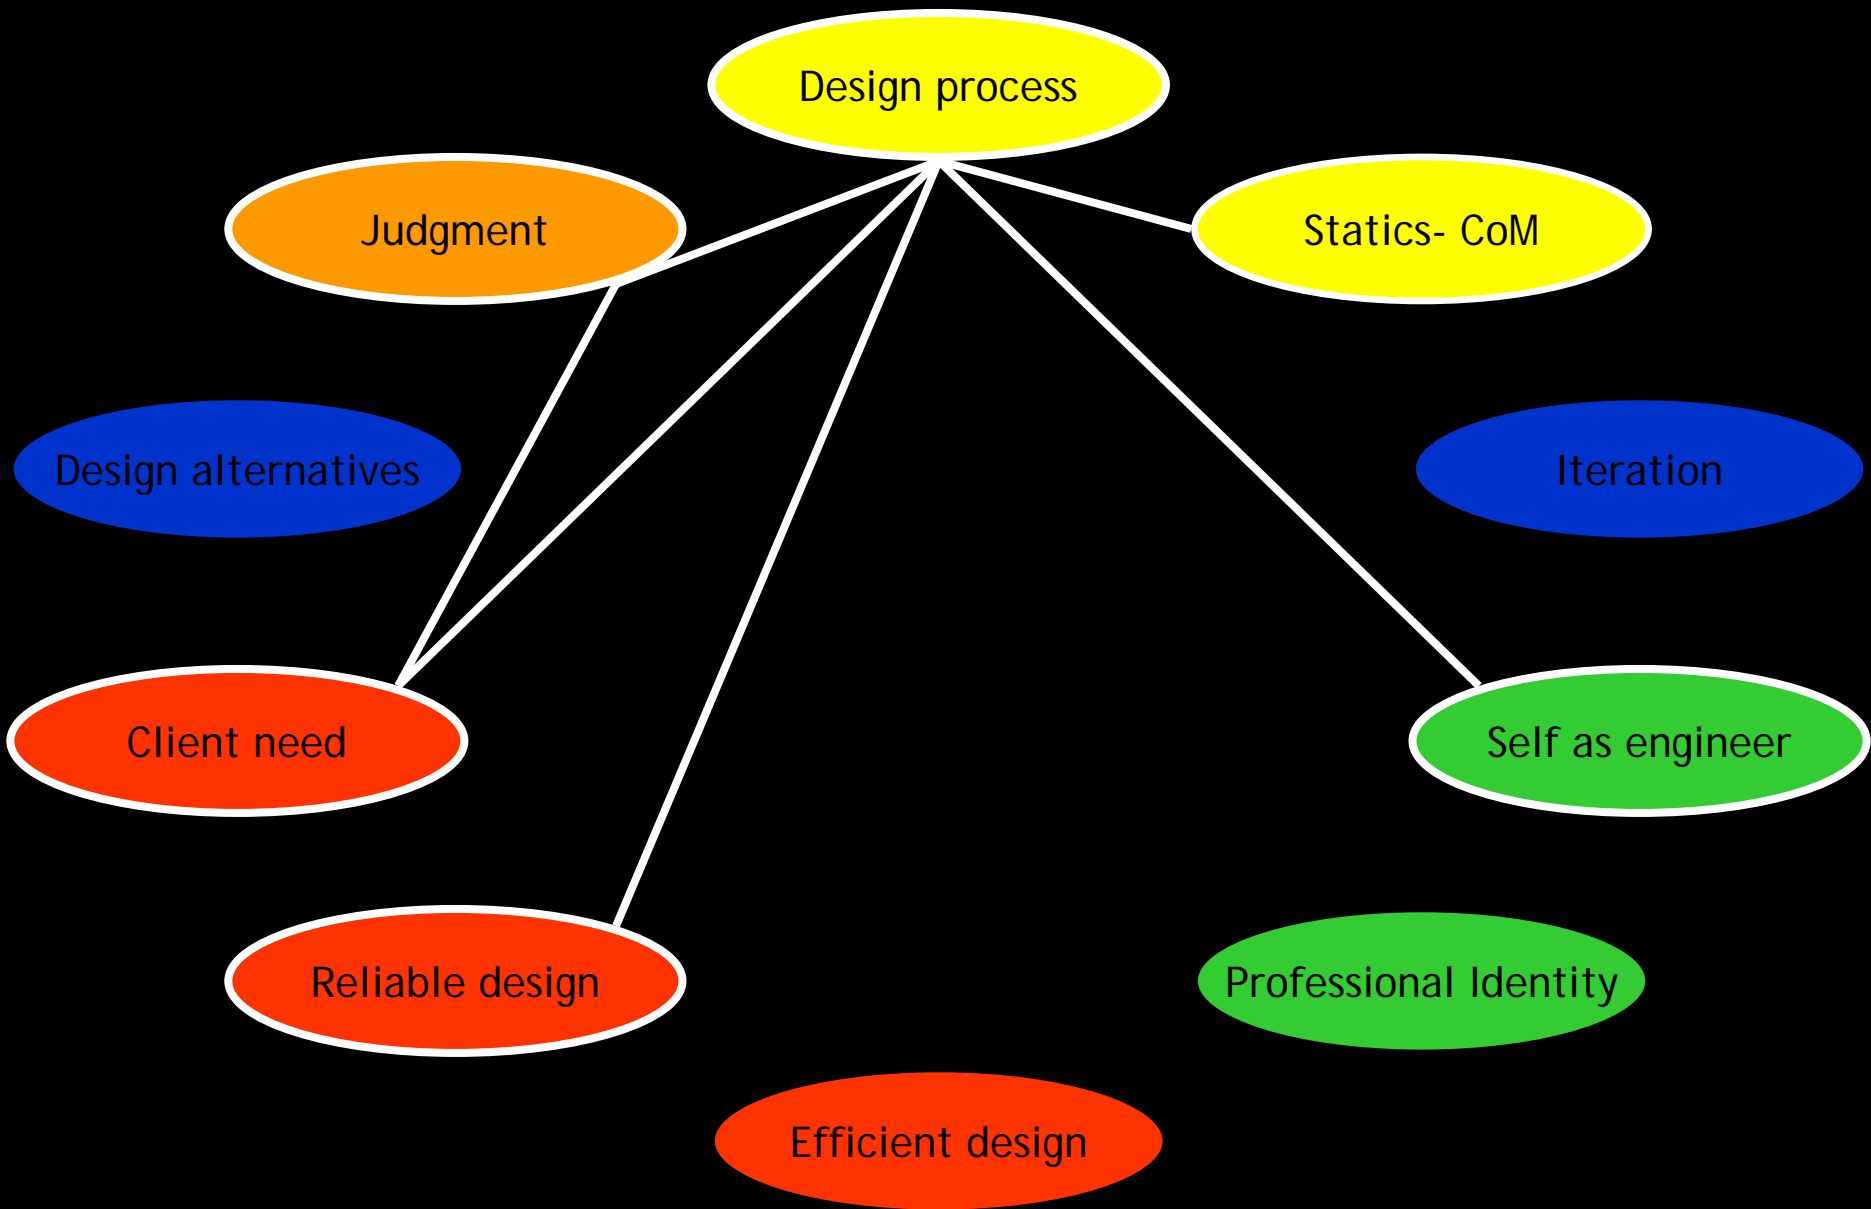 Design process
Judgment
Statics- CoM
Design alternatives
Iteration
Client need
Self as engineer
Reliable design
Professional Identity
Efficient design